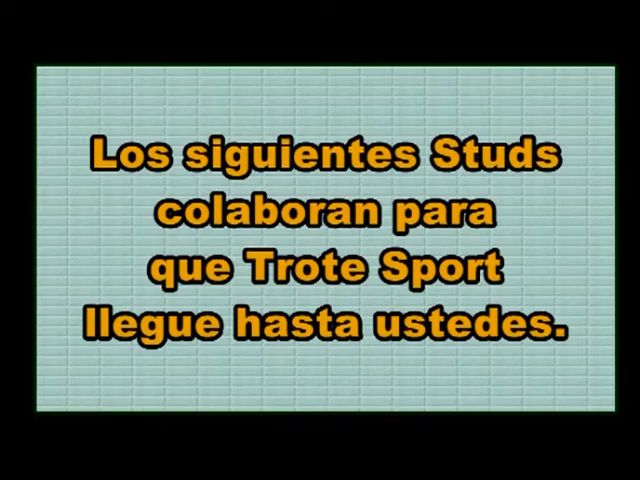 Los siguientes Studs
colaboran para
que Trote Sport
llegue hasta ustedes.